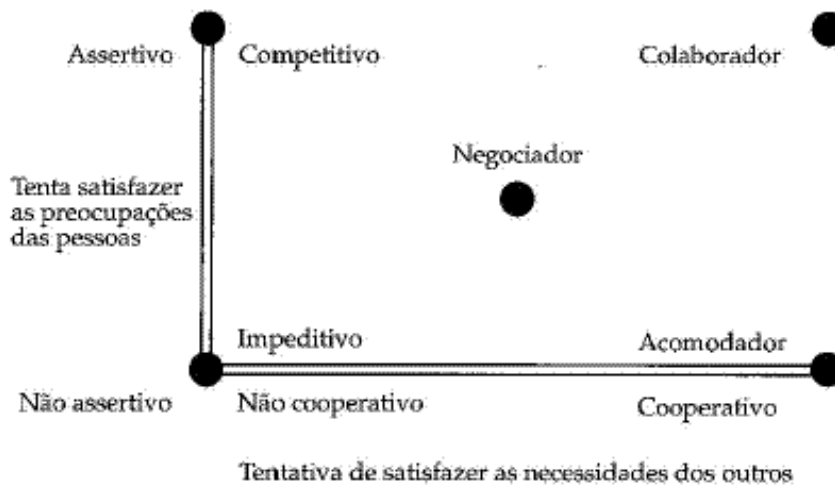 Assertivo
Competitivo
Colaborador
Negociador
Tenta satisfazer
as preocupações
das pessoas
Impeditivo
Acomodador
Não assertivo
Não cooperativo
Cooperativo
Tentativa de satisfazer as necessidades dos outros